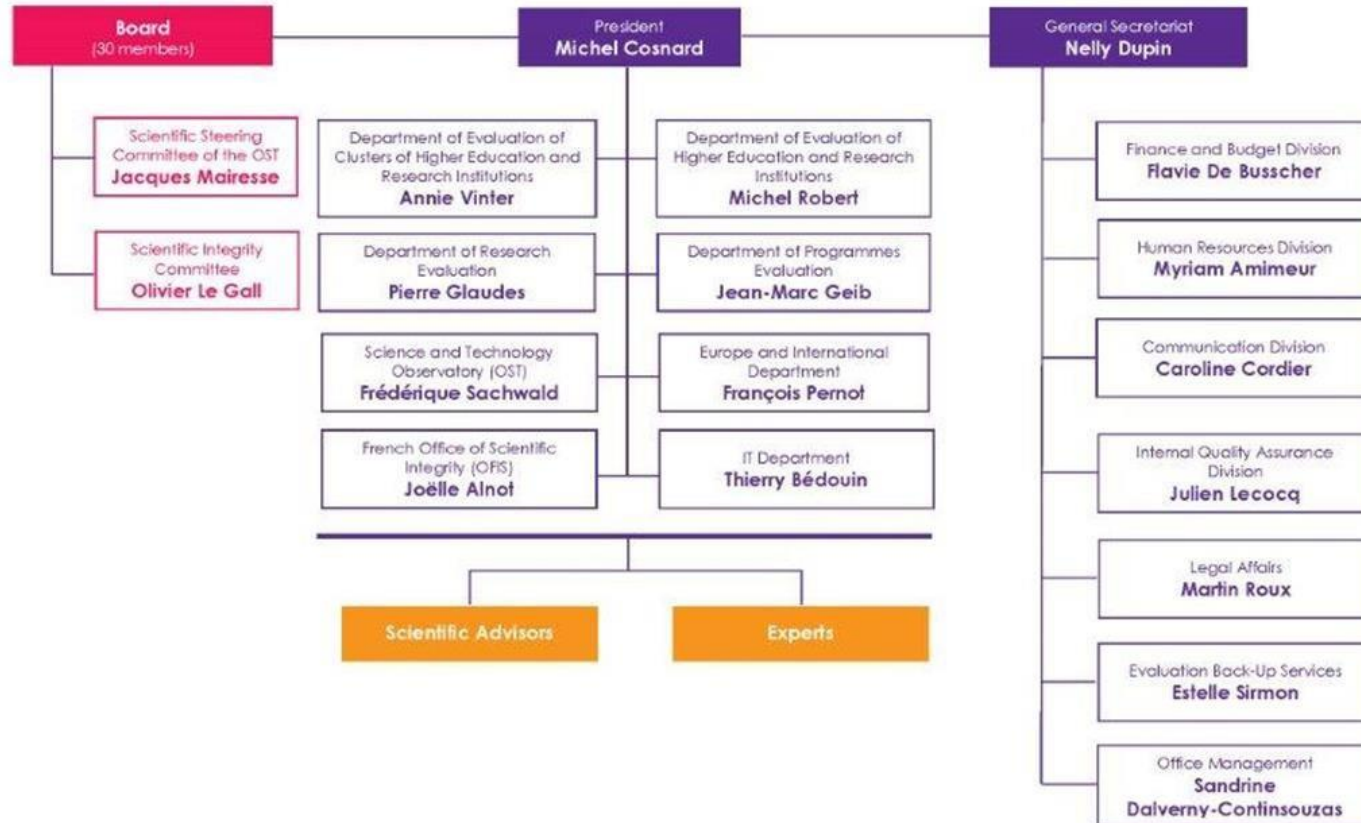 Board
(30 members)
President
Michel Cosnard
General Secretariat
Nelly Dupin
Scientific Steering
Committee of the OST
Jacques Mairesse
Scientific Integrity
Committee
Olivier Le Gall
Department of Evaluation of
Clusters of Higher Education and
Research Institutions
Annie Vinter
Department of Evaluation of
Higher Education and Research
Institutions
Michel Robert
Department of Research
Evaluation
Pierre Glaudes
Department of Programmes
Evaluation
Jean-Marc Geib
Science and Technology
Observatory (OST)
Frédérique Sachwald
Europe and International
Department
François Pernot
French Office of Scientific
Integrity (OFIS)
Joëlle Alnot
IT Department
Thierry Bédouin
Scientific Advisors
Experts
Finance and Budget Division
Flavie De Busscher
Human Resources Division
Myriam Amimeur
Communication Division
Caroline Cordier
Internal Quality Assurance
Division
Julien Lecocq
Legal Affairs
Martin Roux
Evaluation Back-Up Services
Estelle Sirmon
Office Management
Sandrine
Dalverny-Continsouzas